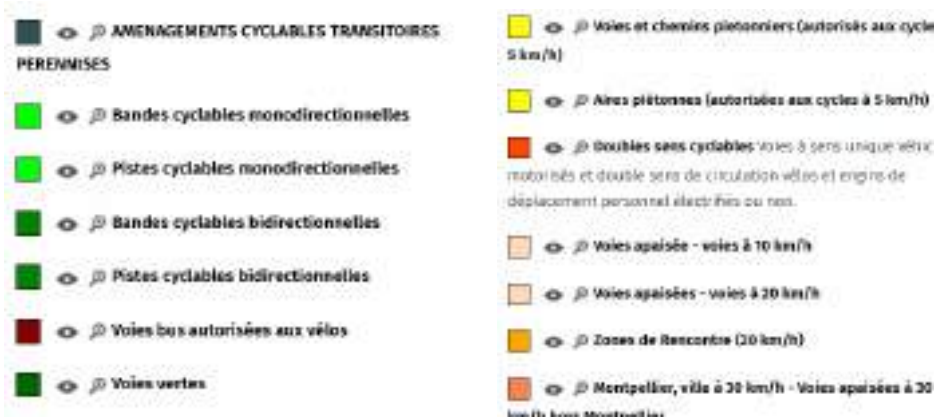 AMENAGEMENTS CYCLABLES TRANSITOIRES
PERENNISES
Bandes cyclables monodirectionnelles
Pistes cyclables monodirectionnelles
Bandes cyclables bidirectionnelles
Pistes cyclables bidirectionnelles
Voies bus autorisées aux vélos
Voies vertes
Voies et chemins pietonniers (autorisés aux cycle
5 km/h)
Aires piétonnes (autorisées aux cycles à 5 km/h)
Doubles sens cyclables Voies à sens unique véhic
motorisés et double sens de circulation vélos et engins de
déplacement personnel électrifiés ou non.
Voies apaisée - voies à 10 km/h
Voies apaisées - voies à 20 km/h
Zones de Rencontre (20 km/h)
Montpellier, ville à 30 km/h - Voies apaisées à 30
km/h hors Montpellier